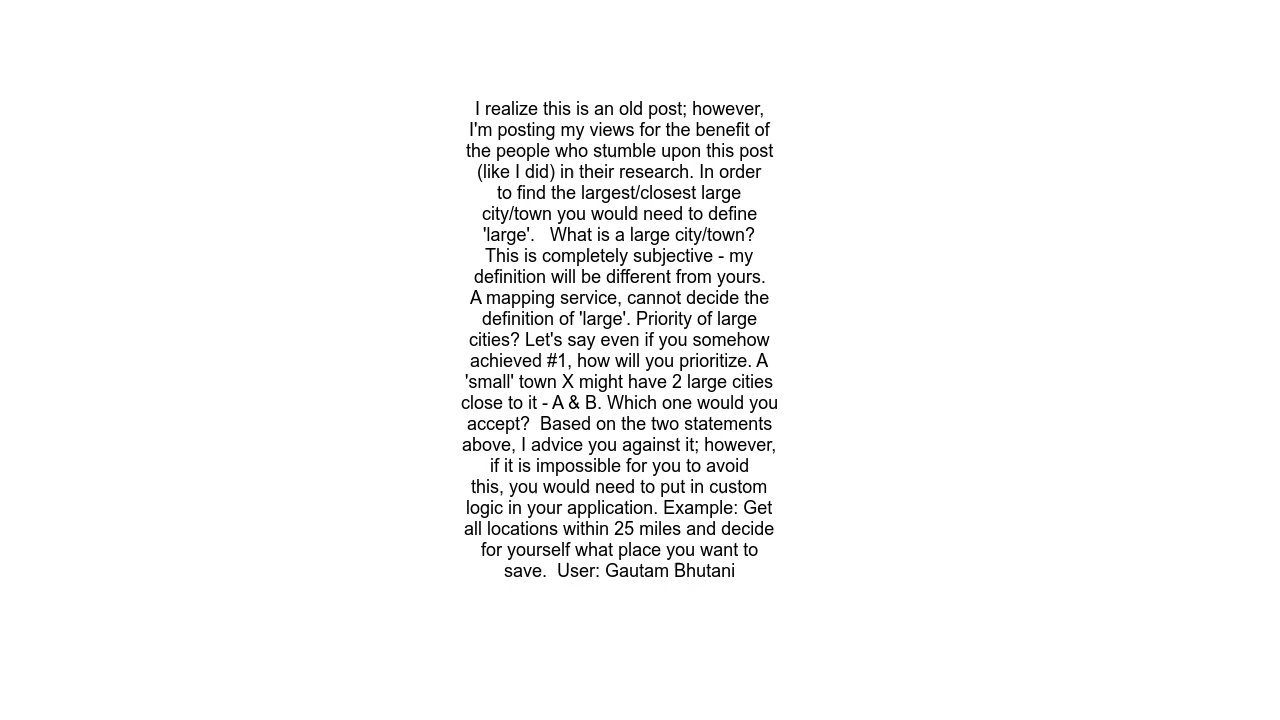 I realize this is an old post; however,
I'm posting my views for the benefit of
the people who stumble upon this post
(like I did) in their research. In order
to find the largest/closest large
city/town you would need to define
'large'.   What is a large city/town?
This is completely subjective - my
definition will be different from yours.
A mapping service, cannot decide the
definition of 'large'. Priority of large
cities? Let's say even if you somehow
achieved #1, how will you prioritize. A
'small' town X might have 2 large cities
close to it - A & B. Which one would you
accept?  Based on the two statements
above, I advice you against it; however,
if it is impossible for you to avoid
this, you would need to put in custom
logic in your application. Example: Get
all locations within 25 miles and decide
for yourself what place you want to
save.  User: Gautam Bhutani